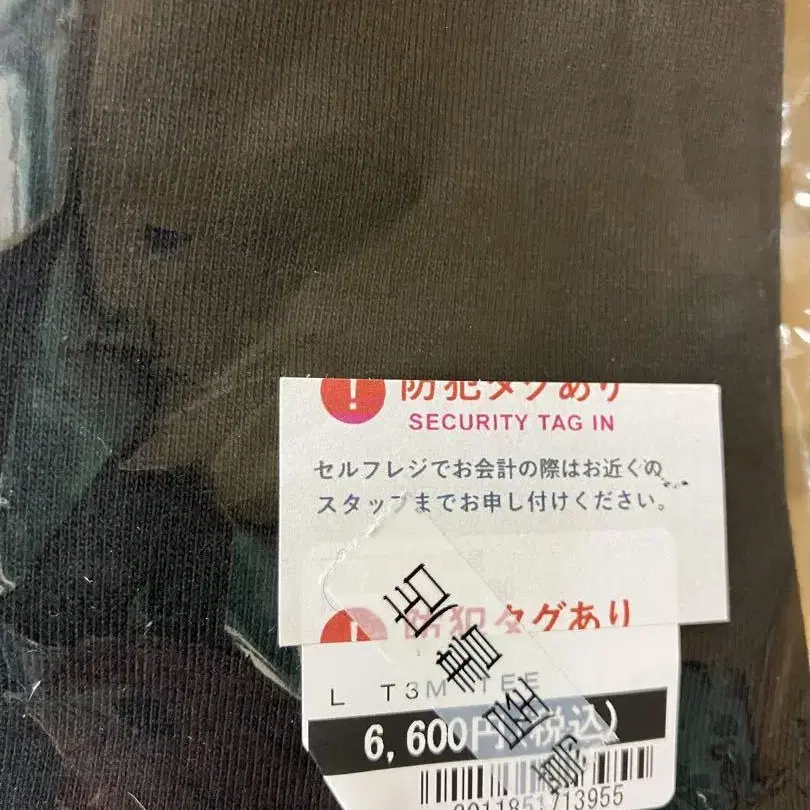 防犯タグあり
SECURITY TAG IN
セルフレジでお会計の際はお近くの
スタッフまでお申し付けください。
防犯タグあり
L T3M TEE
6,600円(税込)
書店